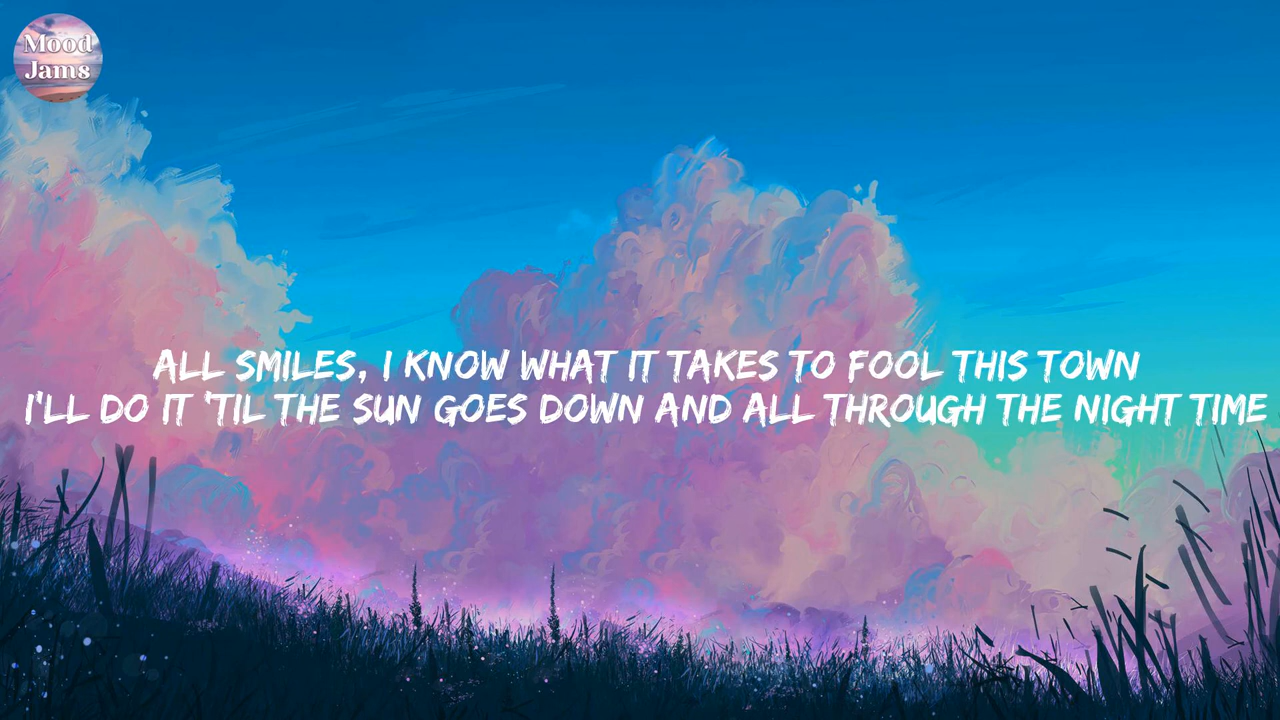 Mood
Jams
ALL SMILES, I KNOW WHAT IT TAKES TO FOOL THIS TOWN
I'LL DO IT 'TIL THE SUN GOES DOWN AND ALL THROUGH THE NIGHT TIME